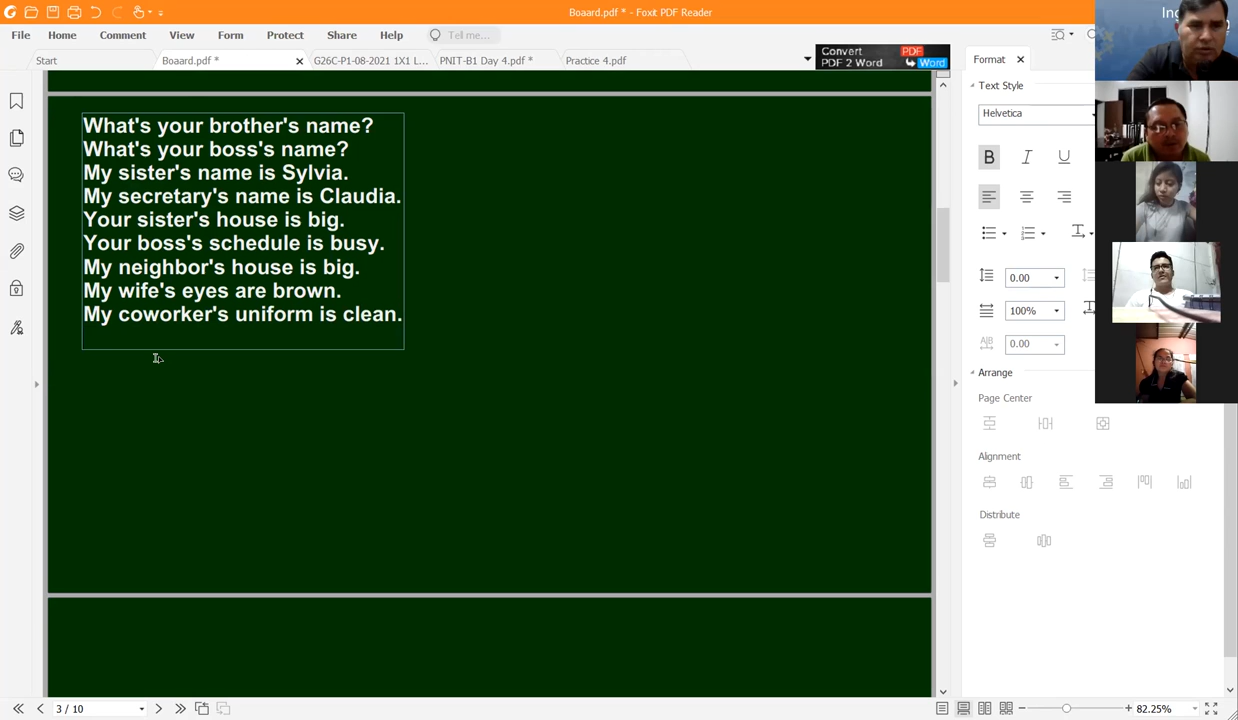 Boaard.pdf * - Foxit PDF Reader
File Home Comment View Form Protect Share Help Tell me...
Start Boaard.pdf * G26C-P1-08-2021 1X1 L... PNIT-B1 Day 4.pdf * Practice 4.pdf
Convert PDF
PDF 2 Word Word
What's your brother's name?
What's your boss's name?
My sister's name is Sylvia.
My secretary's name is Claudia.
Your sister's house is big.
Your boss's schedule is busy.
My neighbor's house is big.
My wife's eyes are brown.
My coworker's uniform is clean.
Format
Text Style
Helvetica
B I U
0.00
100%
0.00
Arrange
Page Center
Alignment
Distribute
3 / 10
82.25%